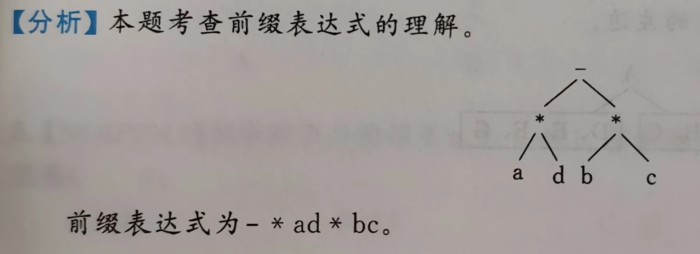 【分析】本题考查前缀表达式的理解。
−
* *
a d b c
前缀表达式为− * ad * bc。